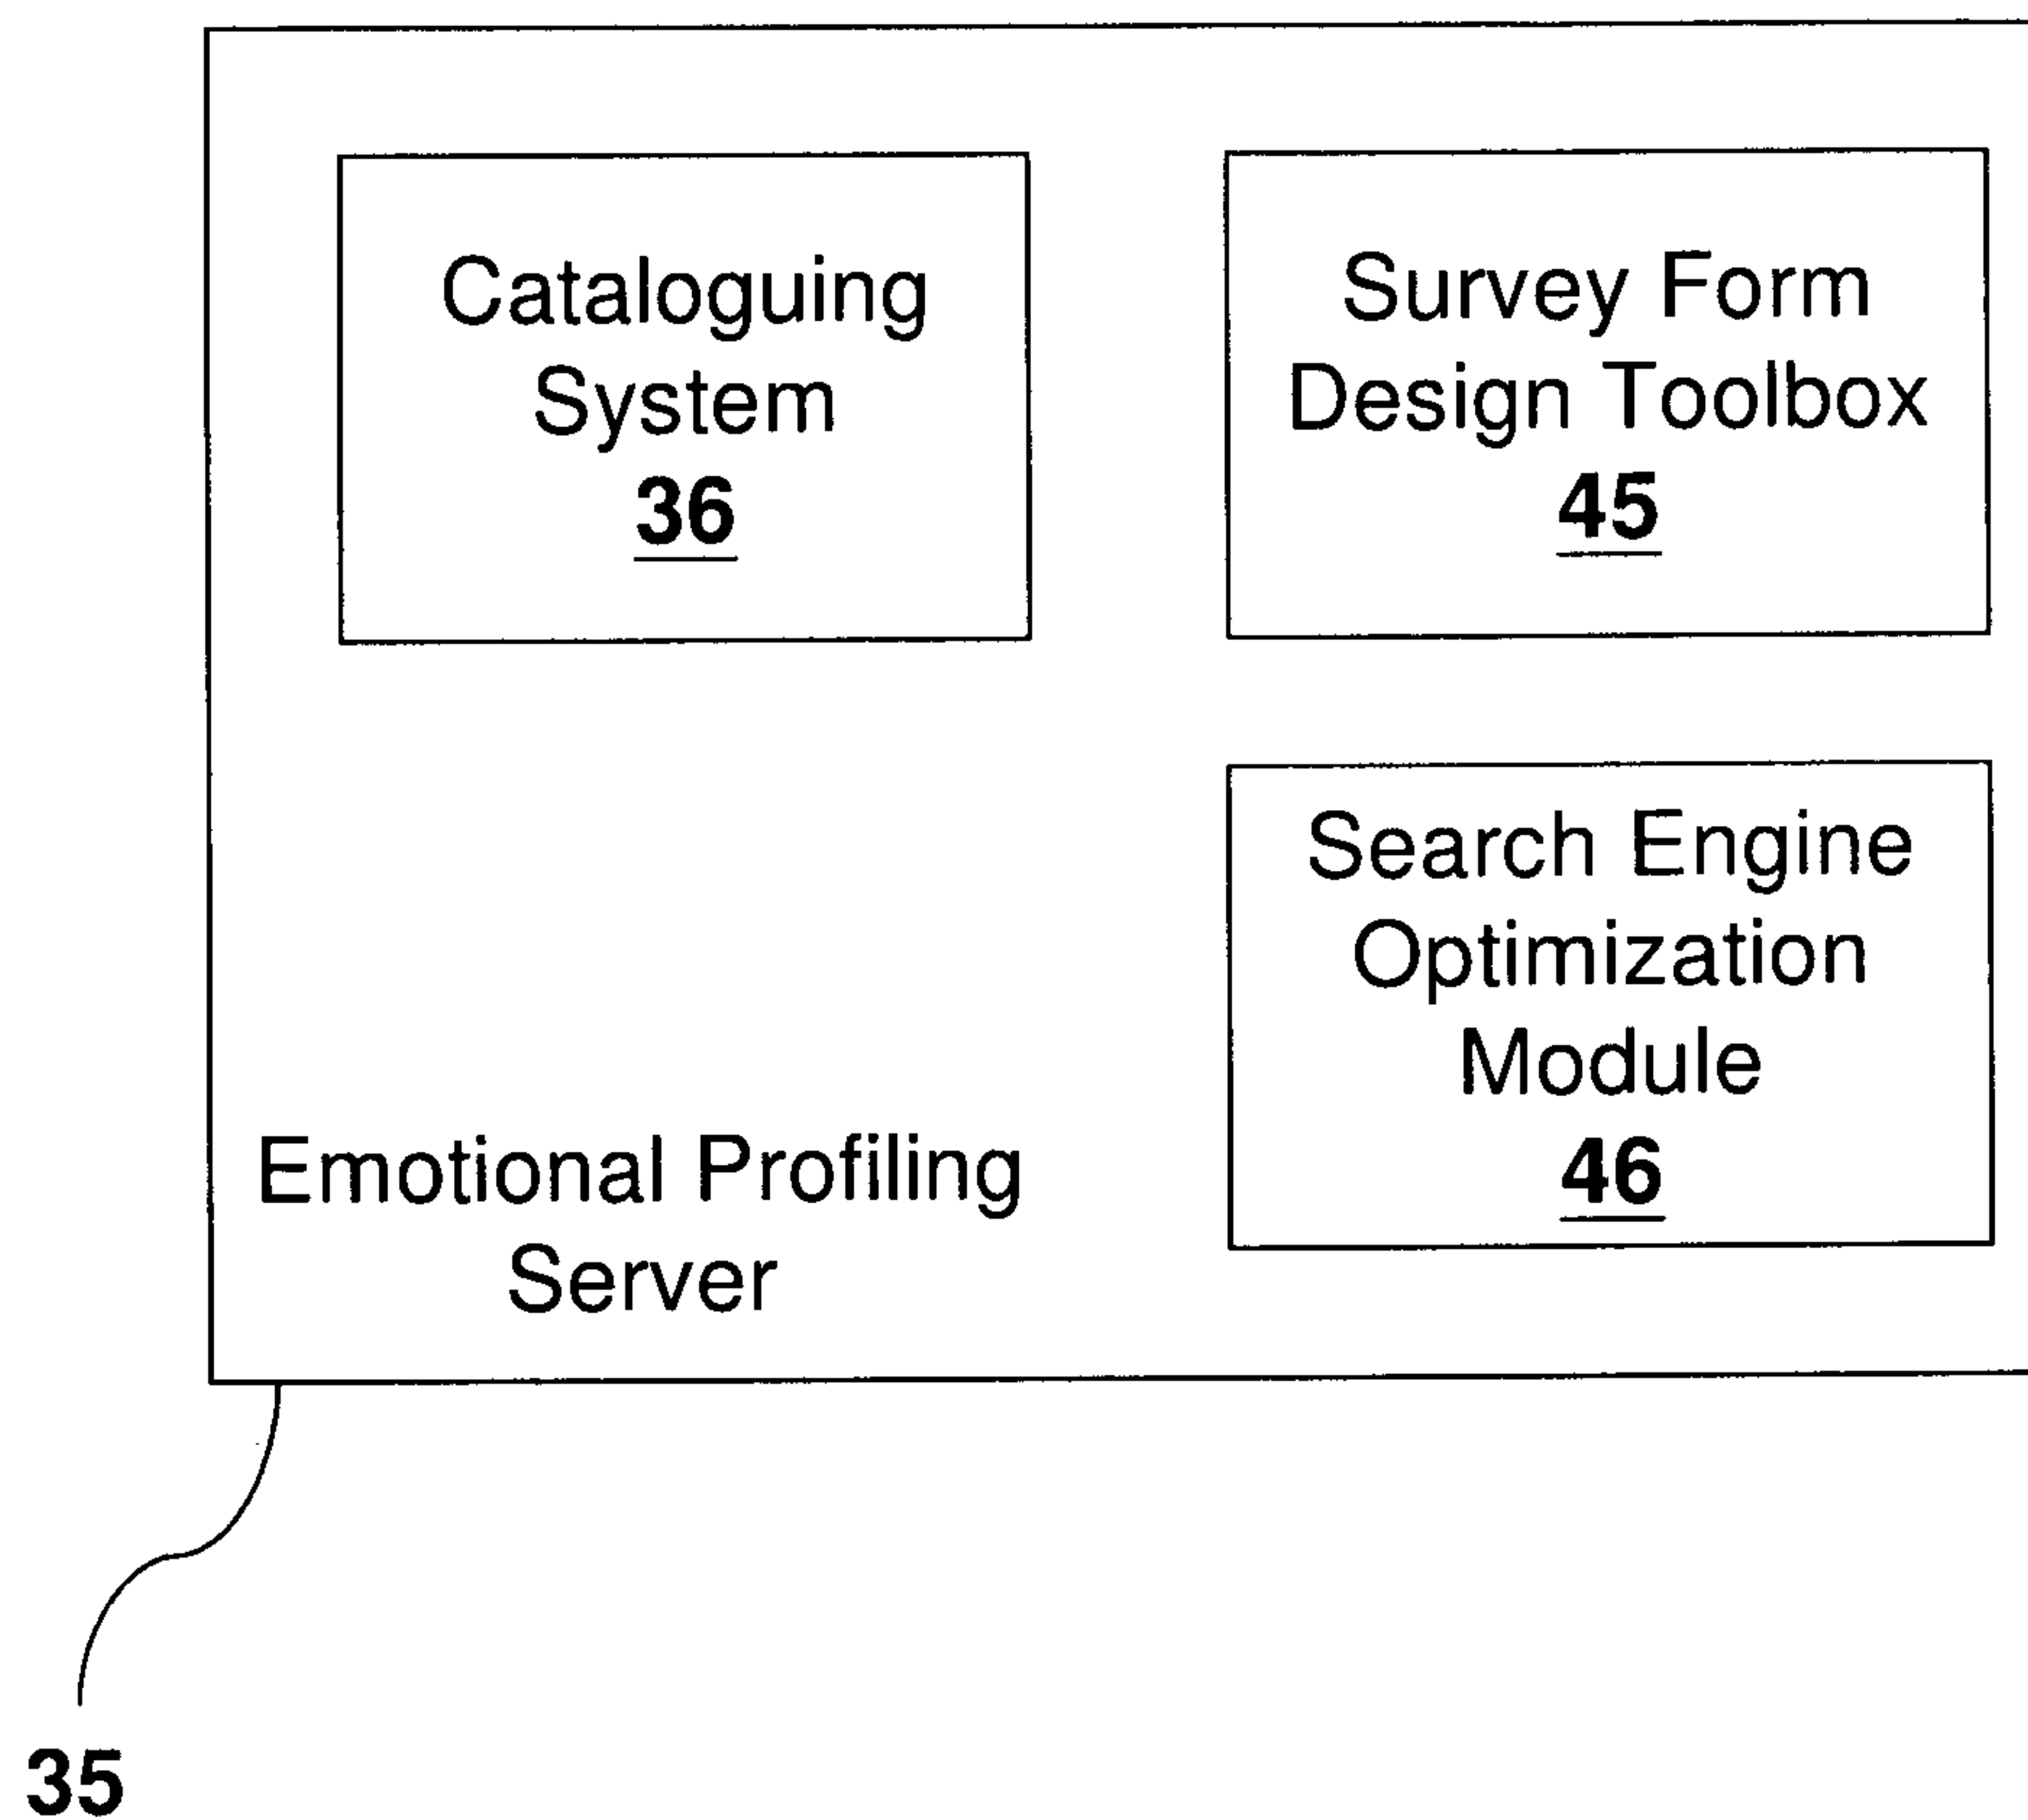 Cataloguing
System
36
Survey Form
Design Toolbox
45
Search Engine
Optimization
Module
46
Emotional Profiling
Server
35